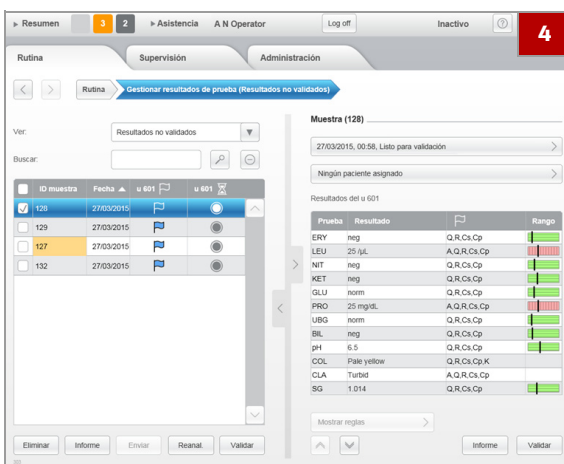 Resumen 3 2 Asistencia A N Operator Log off Inactivo ? 4
Rutina Supervisión Administración
Rutina Gestionar resultados de prueba (Resultados no validados)
Muestra (128)
Ver: Resultados no validados
27/03/2015, 00:58, Listo para validación
Buscar:
Ningún paciente asignado
Resultados del u 601
ID muestra Fecha u 601 u 601
128 27/03/2015
129 27/03/2015
127 27/03/2015
132 27/03/2015
Prueba Resultado Rango
ERY neg Q,R,Cs,Cp
LEU 25 /µL A,Q,R,Cs,Cp
NIT neg Q,R,Cs,Cp
KET neg Q,R,Cs,Cp
GLU norm Q,R,Cs,Cp
PRO 25 mg/dL A,Q,R,Cs,Cp
UBG norm Q,R,Cs,Cp
BIL neg Q,R,Cs,Cp
pH 6.5 Q,R,Cs,Cp
COL Pale yellow Q,R,Cs,Cp,K
CLA Turbid A,Q,R,Cs,Cp
SG 1.014 Q,R,Cs,Cp
Mostrar reglas
Eliminar Informe Enviar Reanal. Validar
Informe Validar